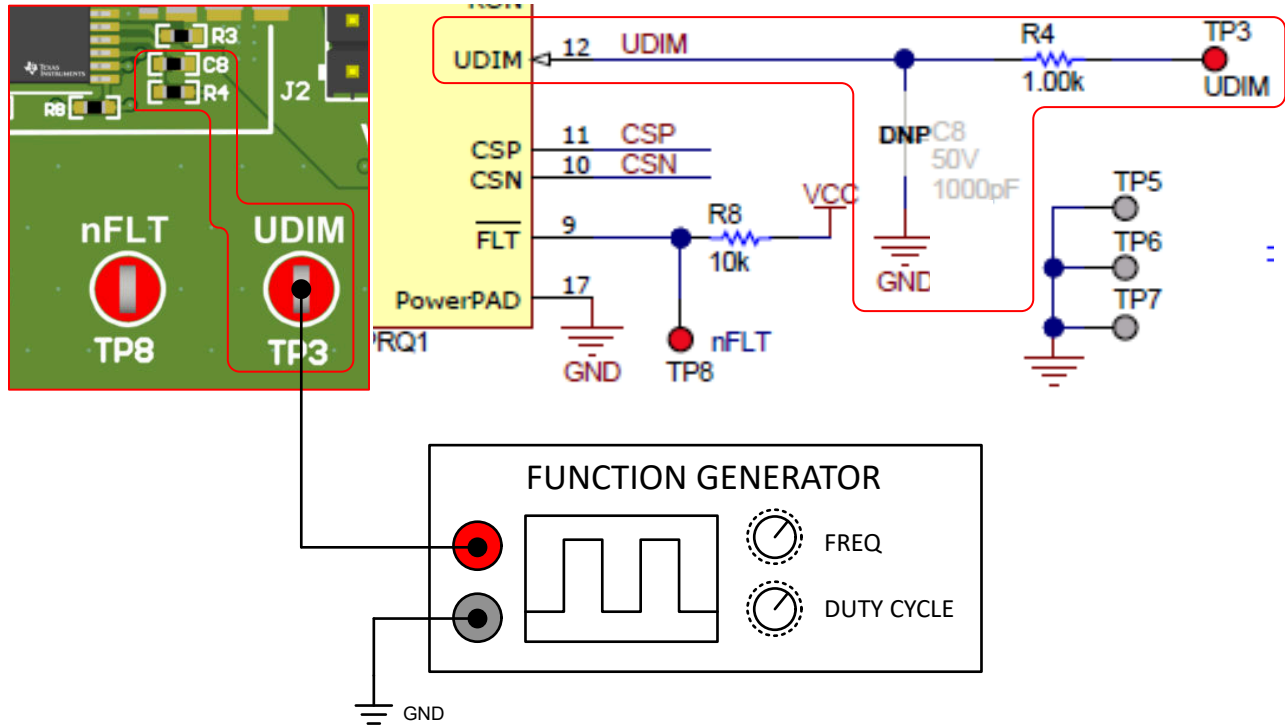 R3
C8
R4
R8
J2
TEXAS
INSTRUMENTS
nFLT
UDIM
TP8
TP3
UDIM
12
UDIM
R4
1.00k
TP3
UDIM
DNP
C8
50V
1000pF
GND
CSP
11
CSP
CSN
10
CSN
VCC
FLT
9
R8
10k
PowerPAD
17
GND
PRQ1
nFLT
TP8
TP5
TP6
TP7
FUNCTION GENERATOR
FREQ
DUTY CYCLE
GND